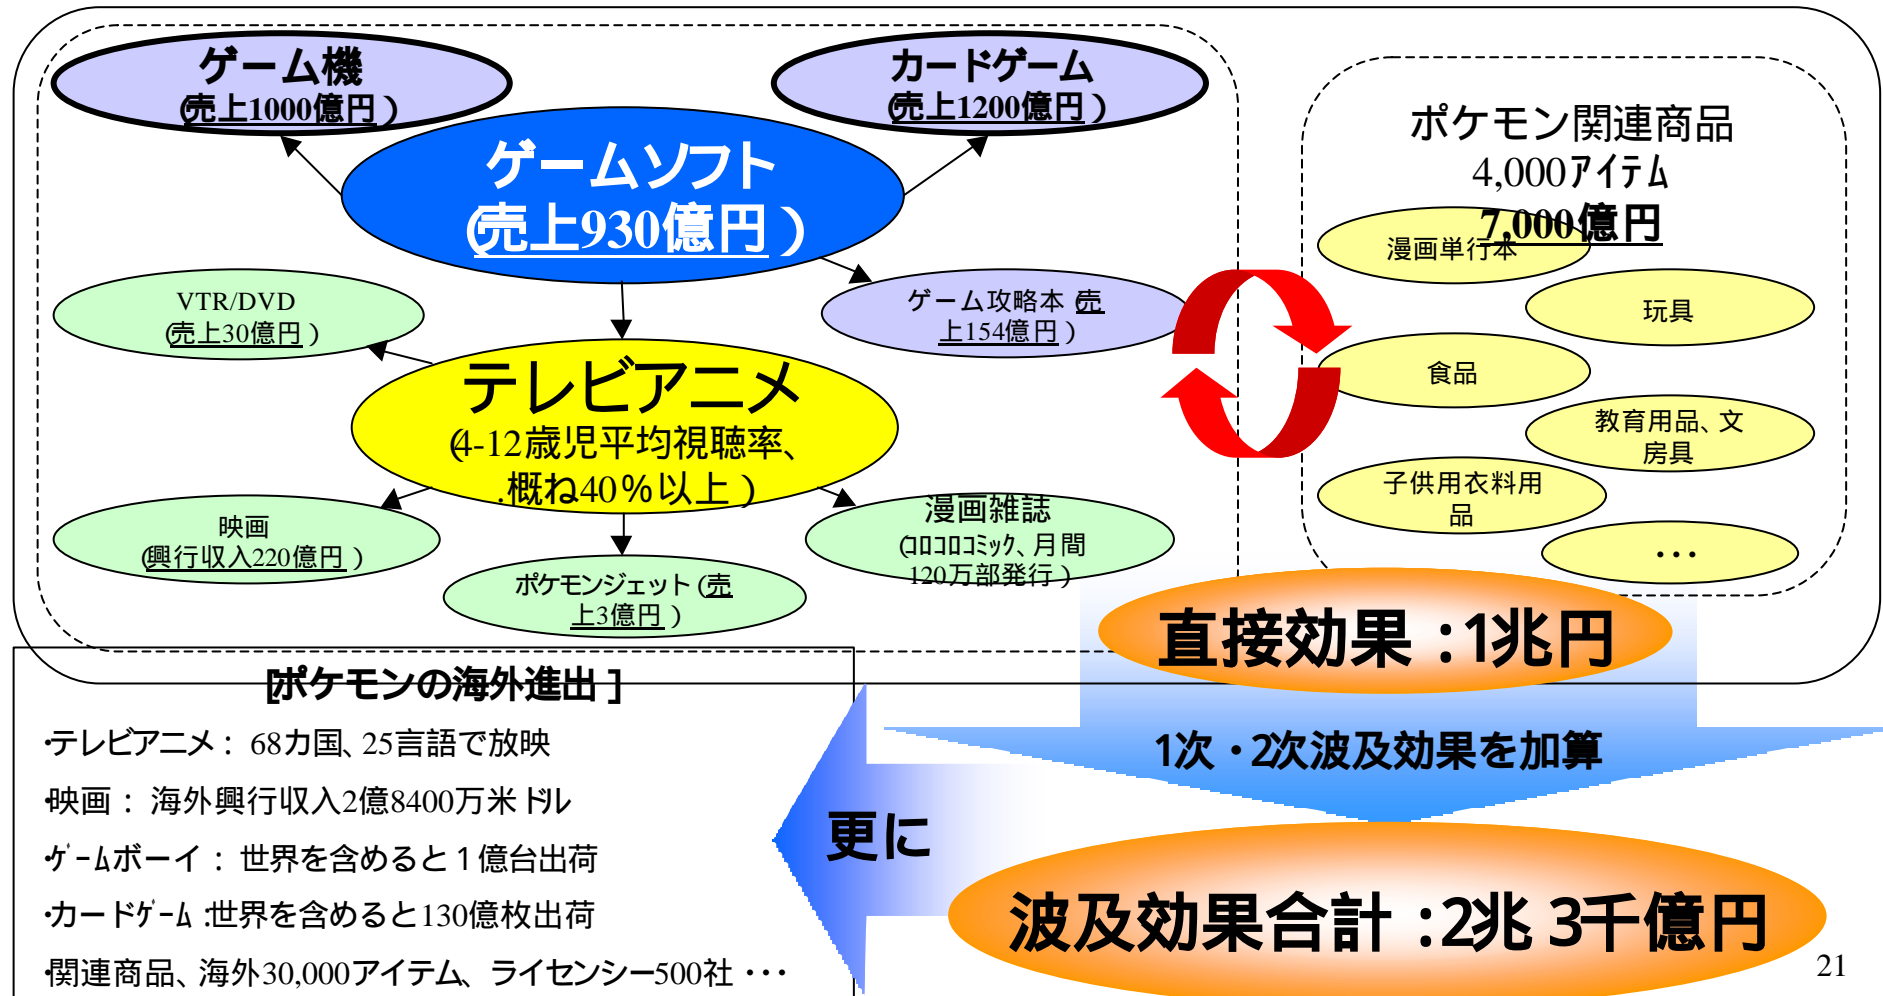 ゲーム機
(売上1000億円)
カードゲーム
(売上1200億円)
ゲームソフト
(売上930億円)
VTR/DVD
(売上30億円)
ゲーム攻略本(売
上154億円)
テレビアニメ
(4-12歳児平均視聴率、
概ね40%以上)
映画
(興行収入220億円)
ポケモンジェット(売
上3億円)
漫画雑誌
(コロコロコミック、月間
120万部発行)
ポケモン関連商品
4,000アイテム
7,000億円
漫画単行本
玩具
食品
教育用品、文
房具
子供用衣料用
品
・・・
直接効果:1兆円
1次・2次波及効果を加算
更に
波及効果合計:2兆3千億円
[ポケモンの海外進出]
・テレビアニメ:68カ国、25言語で放映
・映画:海外興行収入2億8400万米ドル
・ゲームボーイ:世界を含めると1億台出荷
・カードゲーム:世界を含めると130億枚出荷
・関連商品、海外30,000アイテム、ライセンシー500社・・・
21